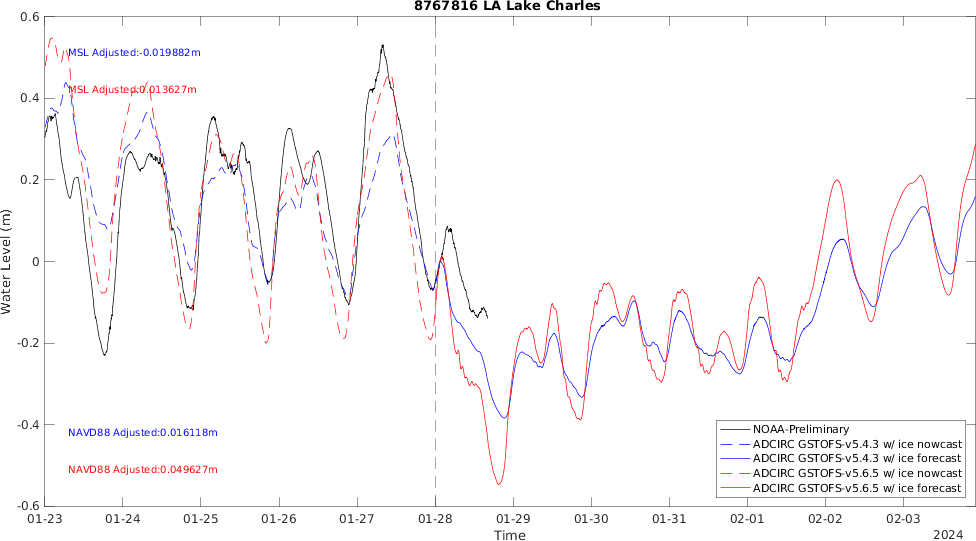 8767816 LA Lake Charles
0.6
0.4
0.2
0
-0.2
-0.4
-0.6
Water Level (m)
MSL Adjusted:-0.019882m
MSL Adjusted:0.013627m
NAVD88 Adjusted:0.016118m
NAVD88 Adjusted:0.049627m
NOAA-Preliminary
ADCIRC GSTOFS-v5.4.3 w/ ice nowcast
ADCIRC GSTOFS-v5.4.3 w/ ice forecast
ADCIRC GSTOFS-v5.6.5 w/ ice nowcast
ADCIRC GSTOFS-v5.6.5 w/ ice forecast
01-23 01-24 01-25 01-26 01-27 01-28 01-29 01-30 01-31 02-01 02-02 02-03
Time
2024